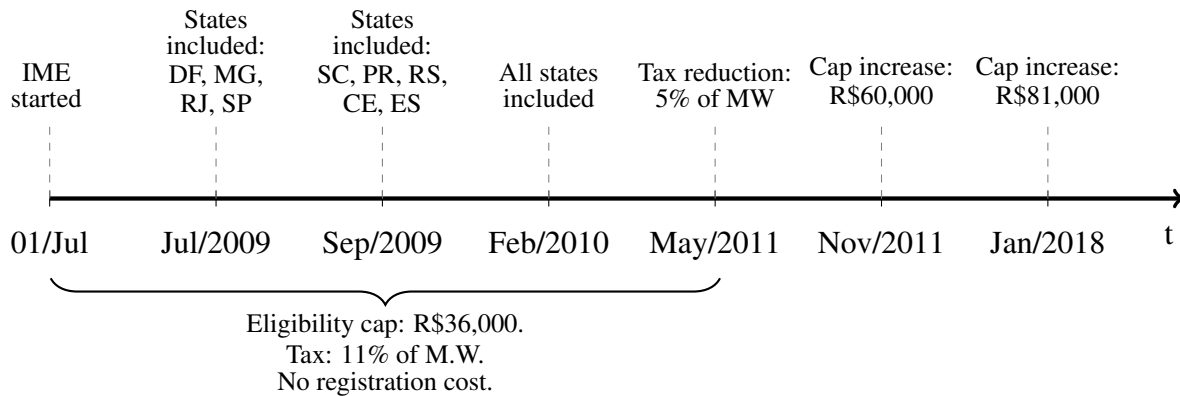 IME
started
States
included:
DF, MG,
RJ, SP
States
included:
SC, PR, RS,
CE, ES
All states
included
Tax reduction:
5% of MW
Cap increase:
R$60,000
Cap increase:
R$81,000
01/Jul
Jul/2009
Sep/2009
Feb/2010
May/2011
Nov/2011
Jan/2018
t
Eligibility cap: R$36,000.
Tax: 11% of M.W.
No registration cost.